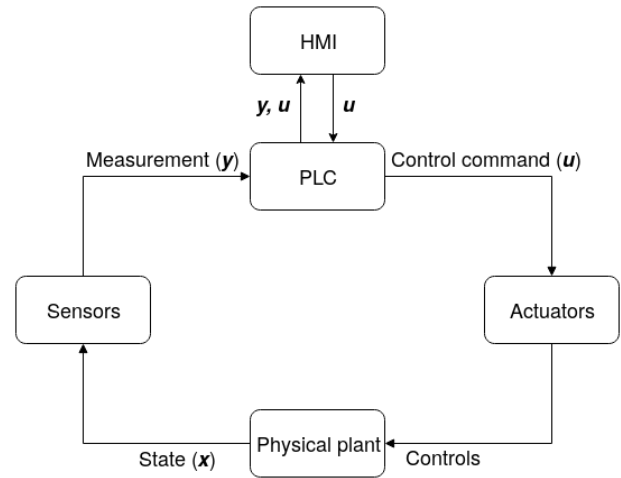 HMI
y, u
u
Measurement (y)
PLC
Control command (u)
Sensors
Actuators
Physical plant
State (x)
Controls